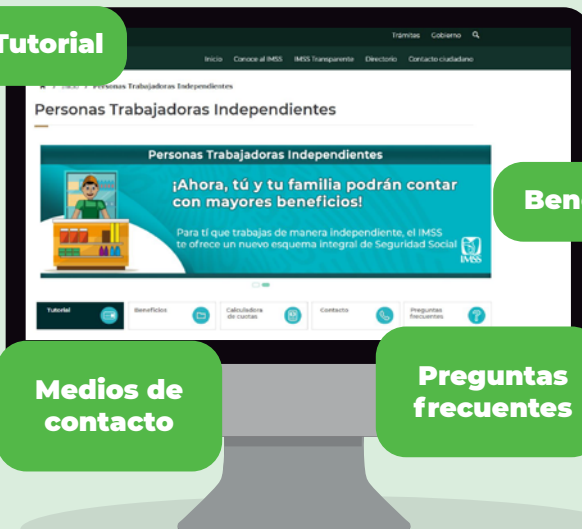 Tutorial
Trámites Gobierno
Inicio Conoce al IMSS IMSS Transparente Directorio Contacto ciudadano
Inicio > Personas Trabajadoras Independientes
Personas Trabajadoras Independientes
Personas Trabajadoras Independientes
¡Ahora, tú y tu familia podrán contar
con mayores beneficios!
Para tí que trabajas de manera independiente, el IMSS
te ofrece un nuevo esquema integral de Seguridad Social
IMSS
Ben
Tutorial
Beneficios
Calculadora
de cuotas
Contacto
Preguntas
frecuentes
?
Medios de
contacto
Preguntas
frecuentes